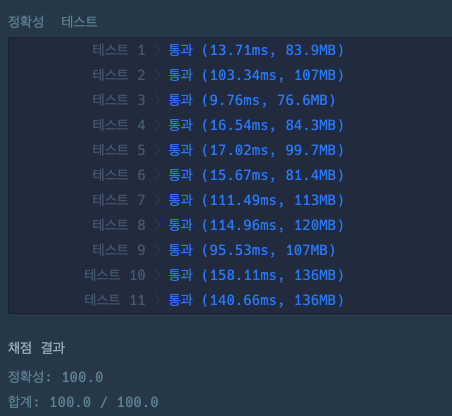 정확성 테스트
테스트 1 〉 통과 (13.71ms, 83.9MB)
테스트 2 〉 통과 (103.34ms, 107MB)
테스트 3 〉 통과 (9.76ms, 76.6MB)
테스트 4 〉 통과 (16.54ms, 84.3MB)
테스트 5 〉 통과 (17.02ms, 99.7MB)
테스트 6 〉 통과 (15.67ms, 81.4MB)
테스트 7 〉 통과 (111.49ms, 113MB)
테스트 8 〉 통과 (114.96ms, 120MB)
테스트 9 〉 통과 (95.53ms, 107MB)
테스트 10 〉 통과 (158.11ms, 136MB)
테스트 11 〉 통과 (140.66ms, 136MB)
채점 결과
정확성: 100.0
합계: 100.0 / 100.0